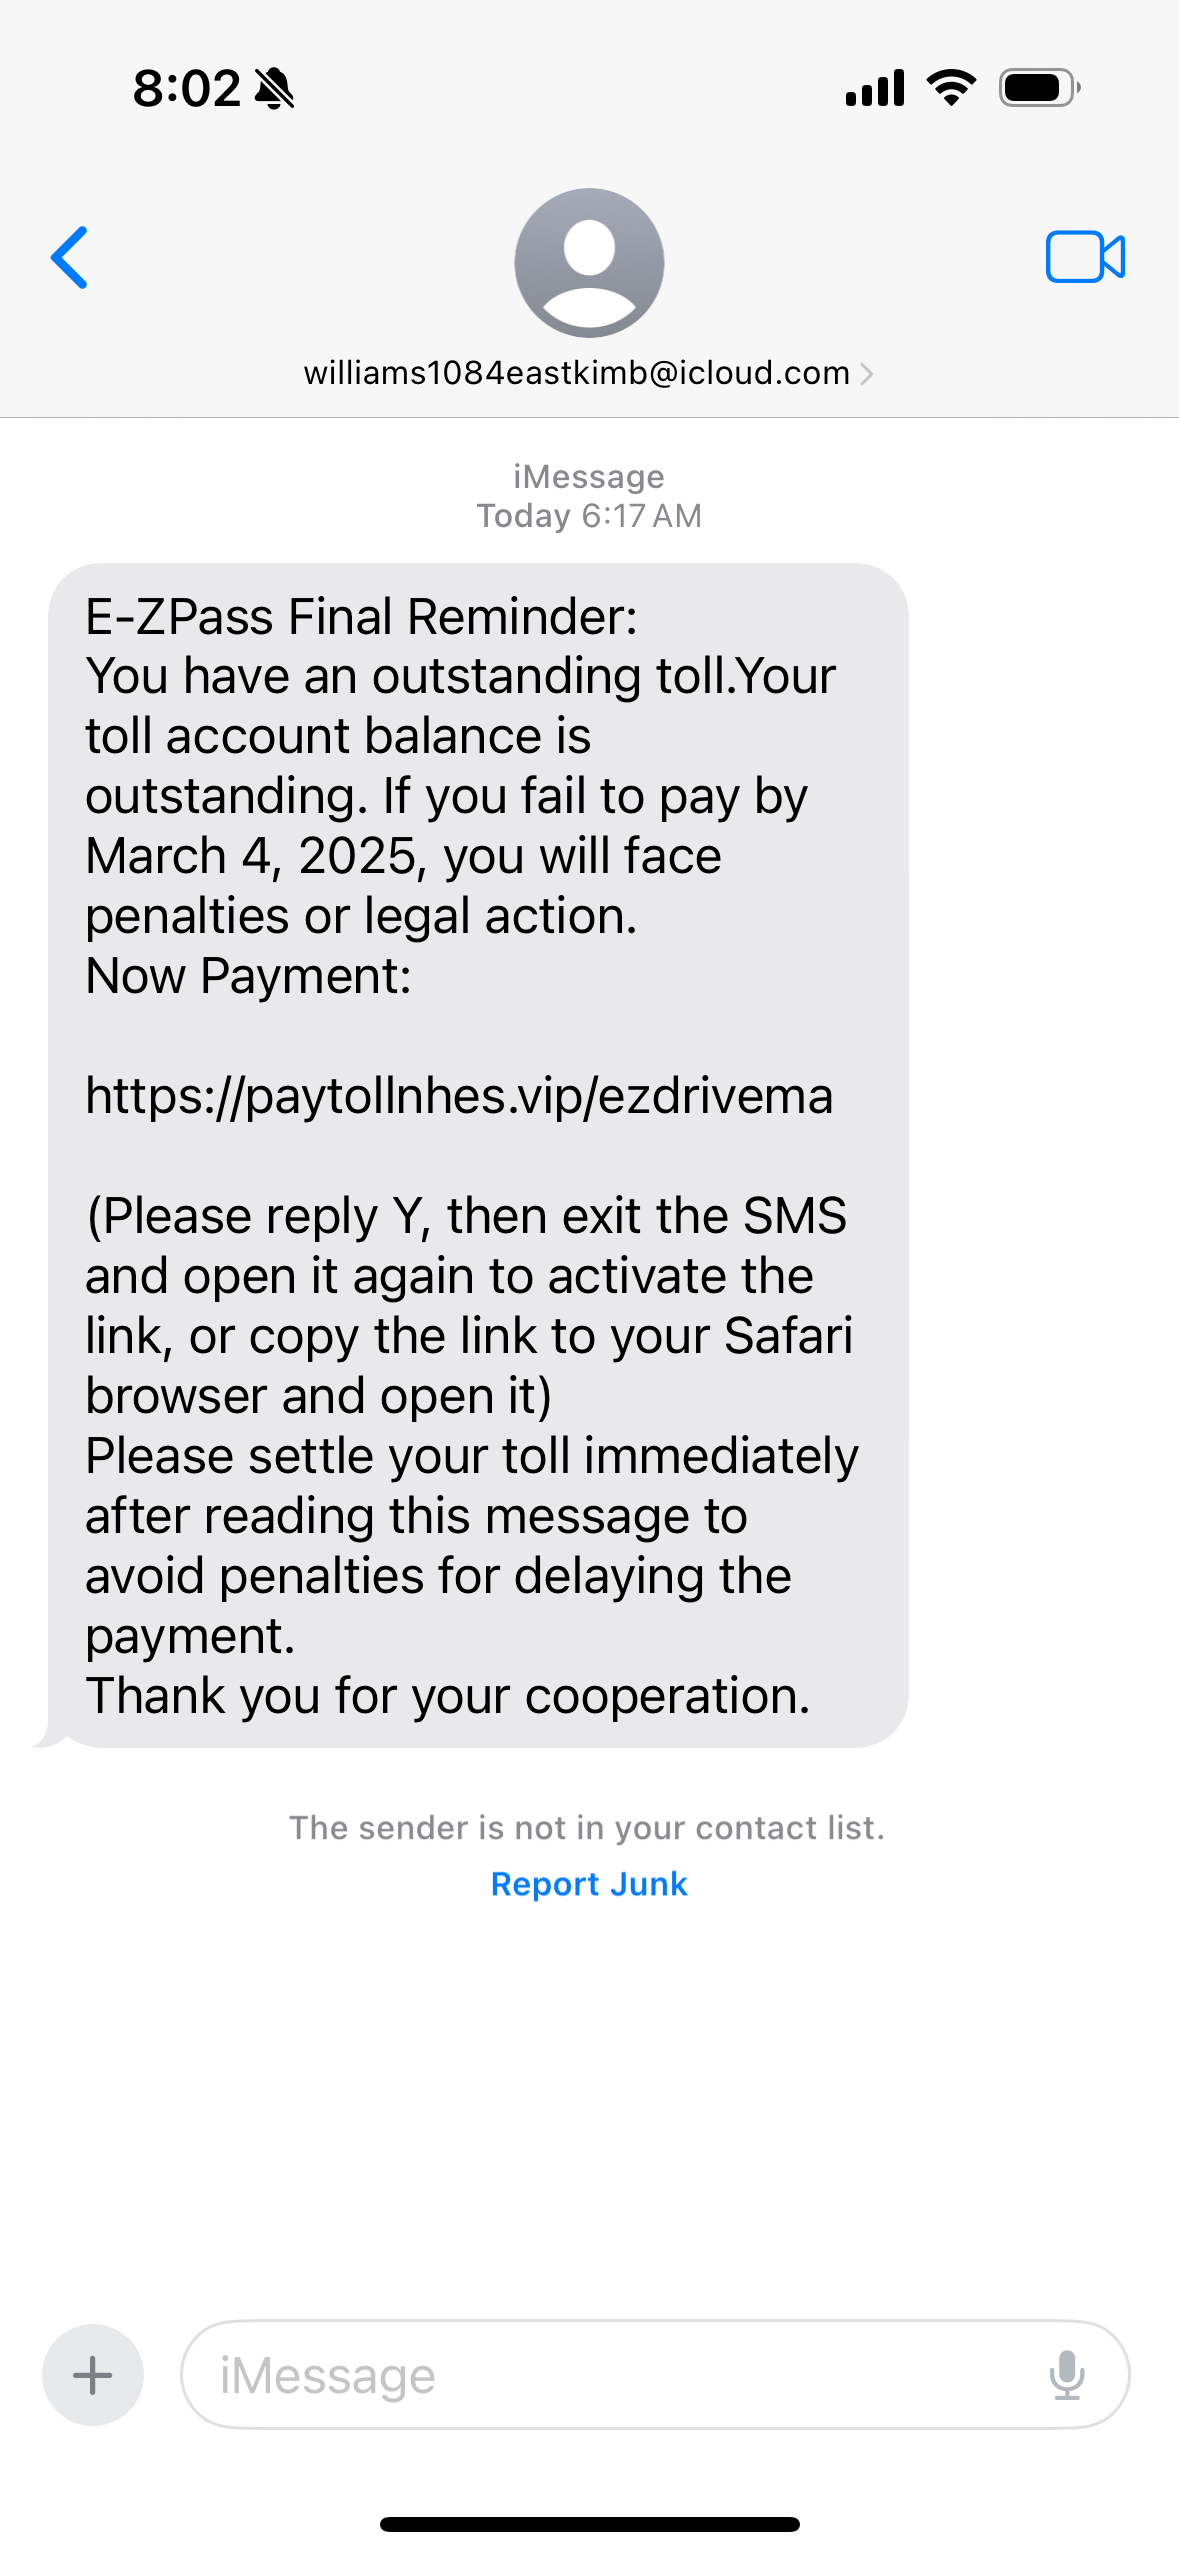 8:02
williams1084eastkimb@icloud.com
iMessage
Today 6:17 AM
E-ZPass Final Reminder:
You have an outstanding toll.Your
toll account balance is
outstanding. If you fail to pay by
March 4, 2025, you will face
penalties or legal action.
Now Payment:
https://paytollnhes.vip/ezdrivema
(Please reply Y, then exit the SMS
and open it again to activate the
link, or copy the link to your Safari
browser and open it)
Please settle your toll immediately
after reading this message to
avoid penalties for delaying the
payment.
Thank you for your cooperation.
The sender is not in your contact list.
Report Junk
iMessage